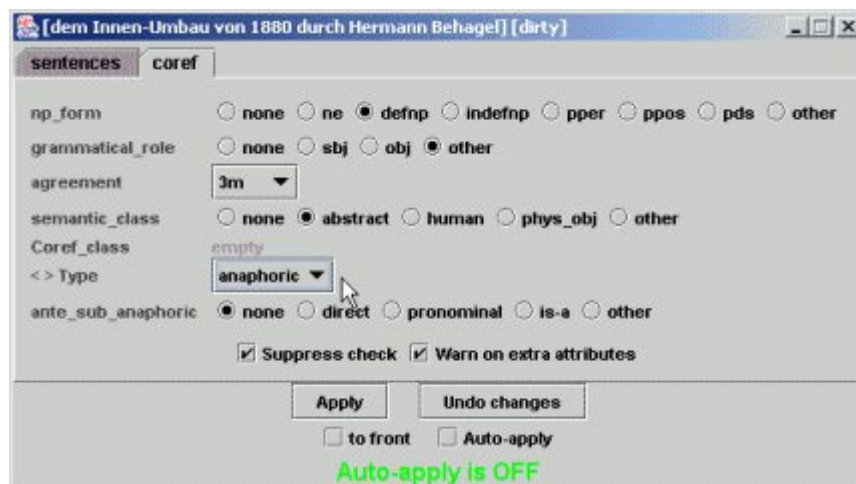 [dem Innen-Umbau von 1880 durch Hermann Behagel] [dirty]
sentences coref
np_form none ne defnp indefnp pper ppos pds other
grammatical_role none sbj obj other
agreement 3m
semantic_class none abstract human phys_obj other
Coref_class empty
<> Type anaphoric
ante_sub_anaphoric none direct pronominal is-a other
Suppress check Warn on extra attributes
Apply Undo changes
to front Auto-apply
Auto-apply is OFF